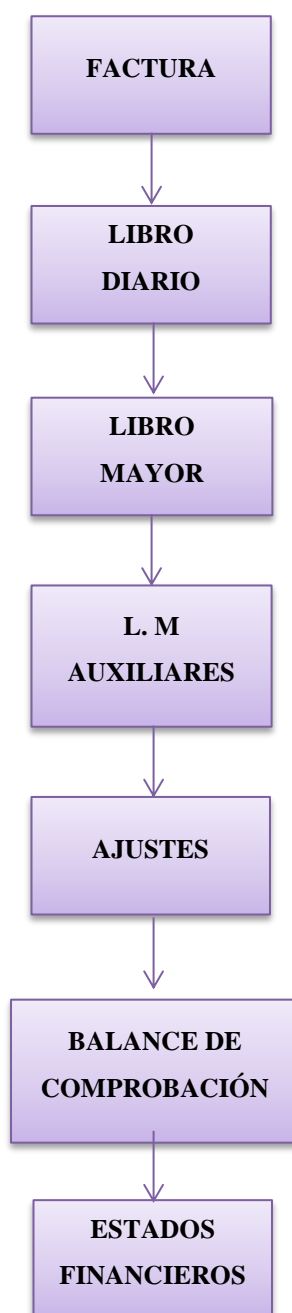 FACTURA
LIBRO
DIARIO
LIBRO
MAYOR
L. M
AUXILIARES
AJUSTES
BALANCE DE
COMPROBACIÓN
ESTADOS
FINANCIEROS